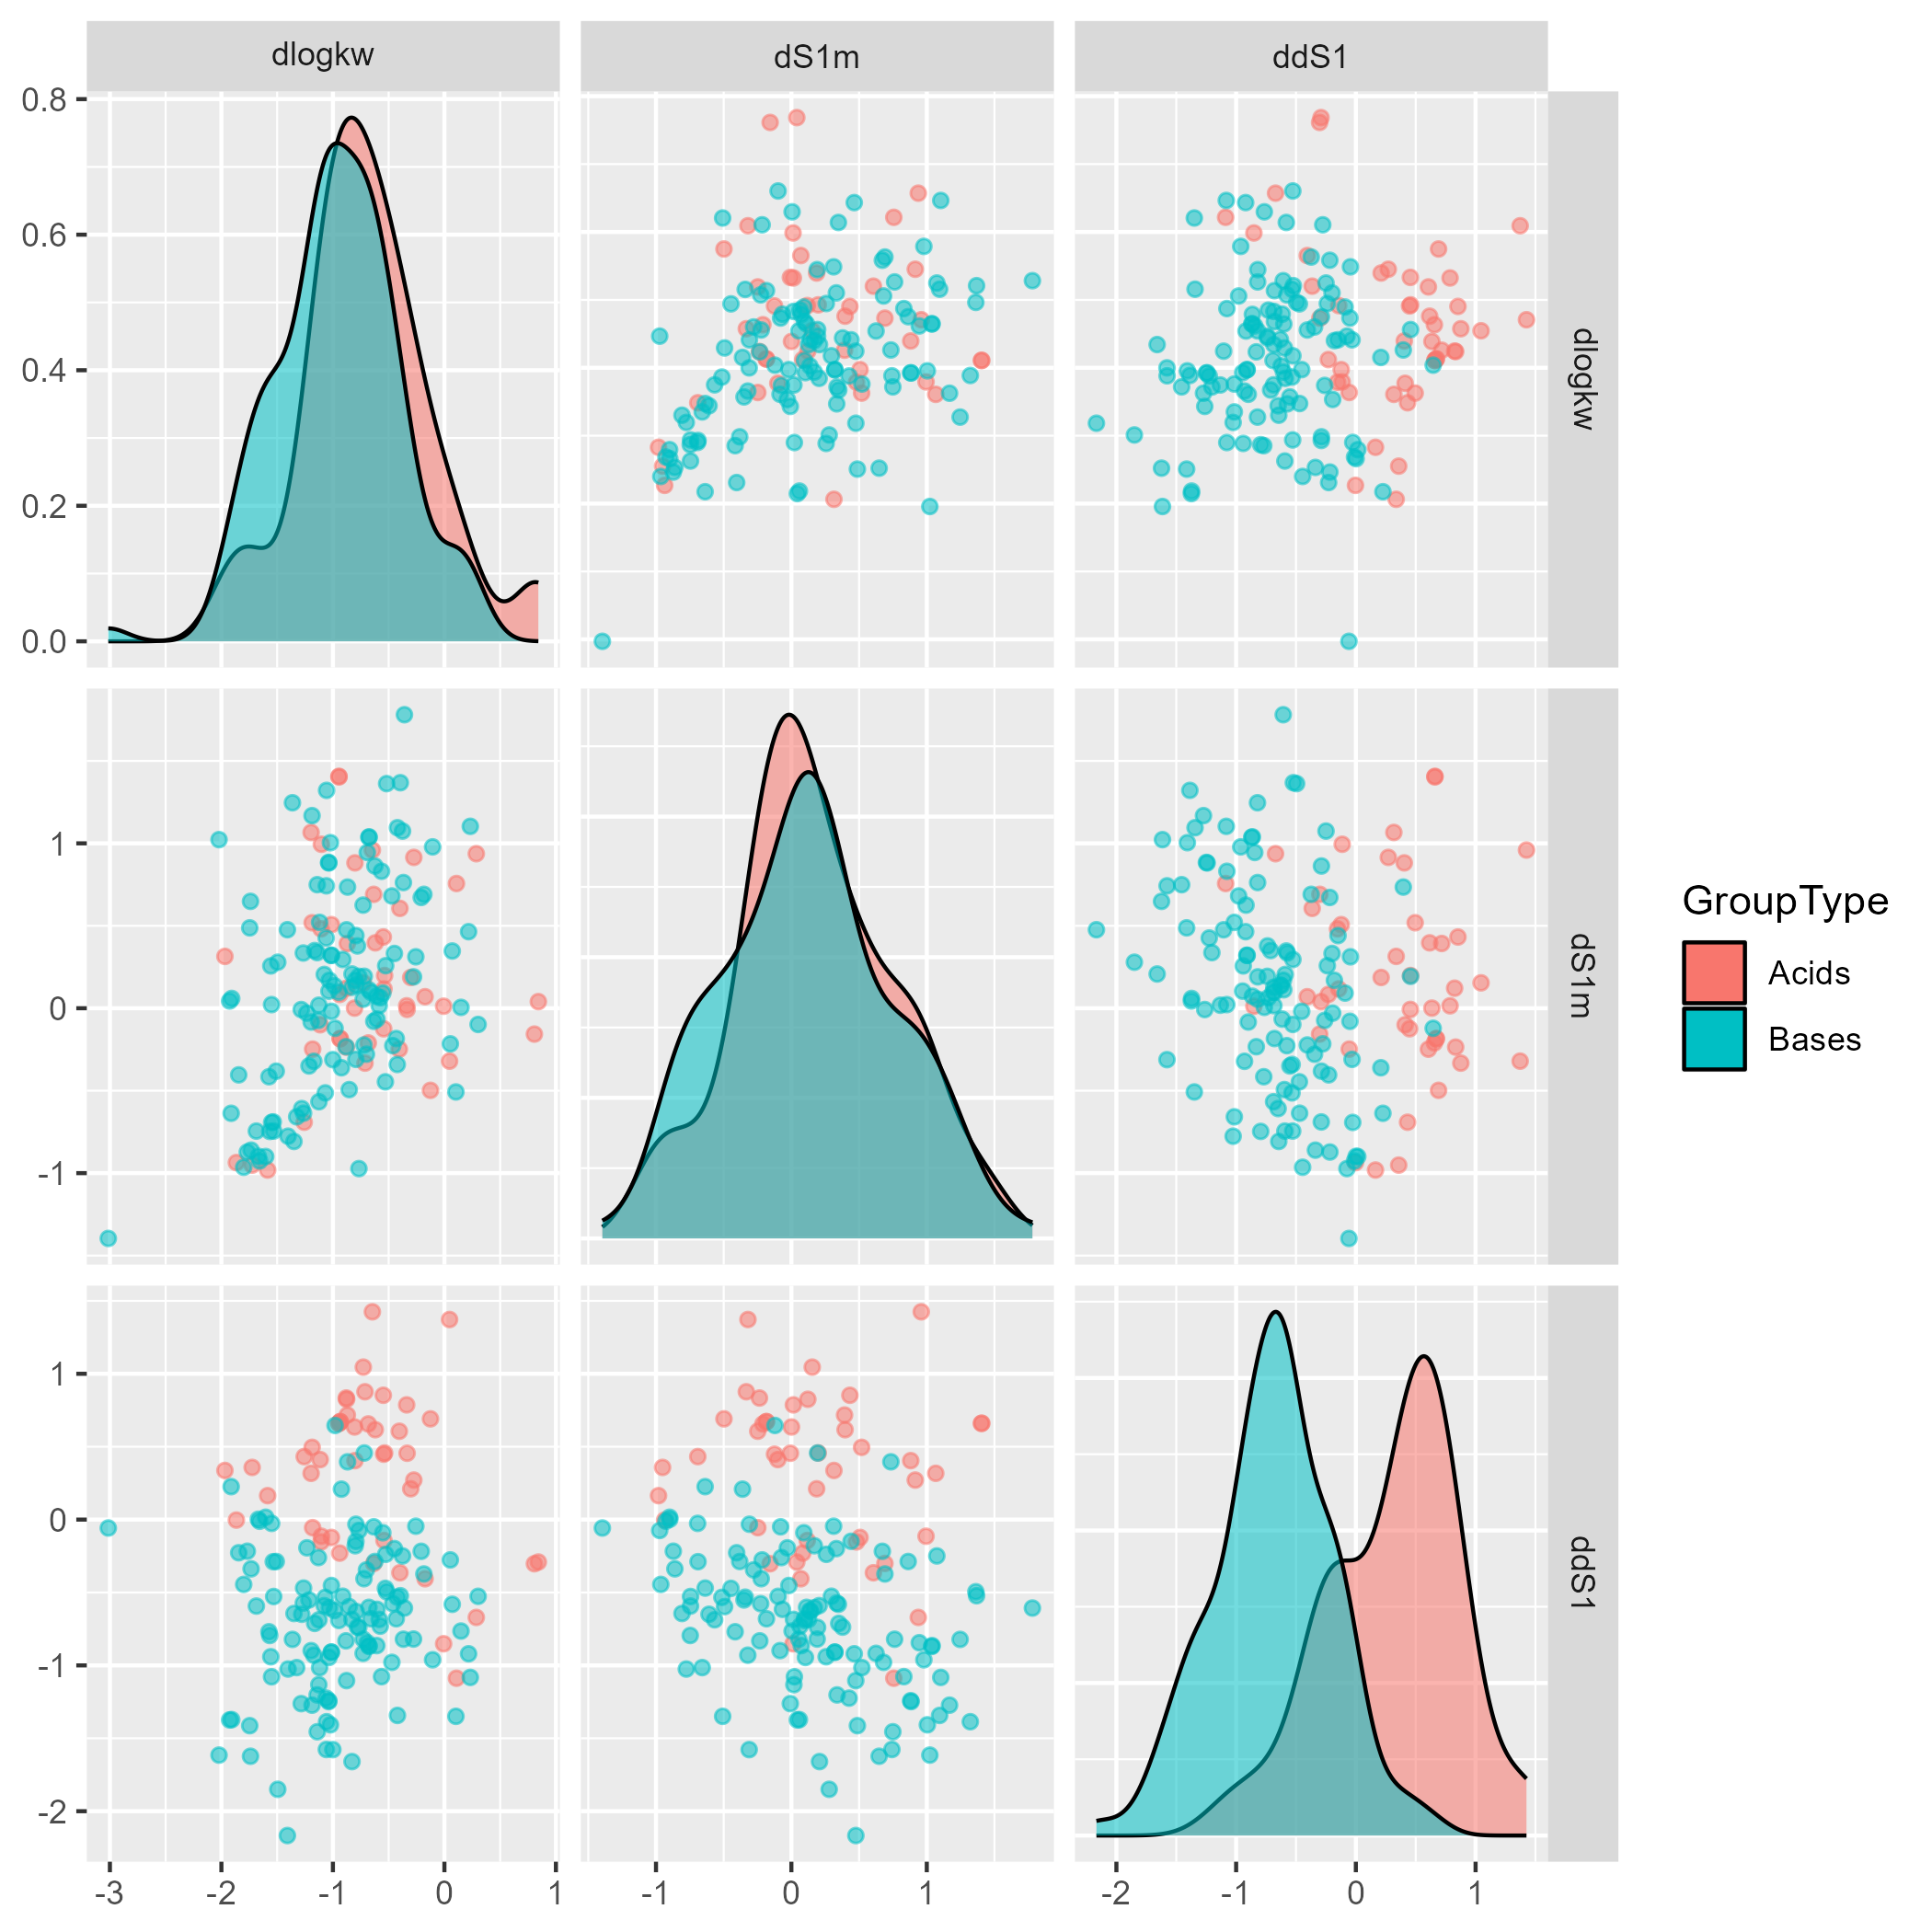 dlogkw dS1m ddS1
0.8
0.6
0.4
0.2
0.0
dlogkw
1
0
-1
dS1m
GroupType
Acids
Bases
1
0
-1
-2
ddS1
-3 -2 -1 0 1 -1 0 1 -2 -1 0 1